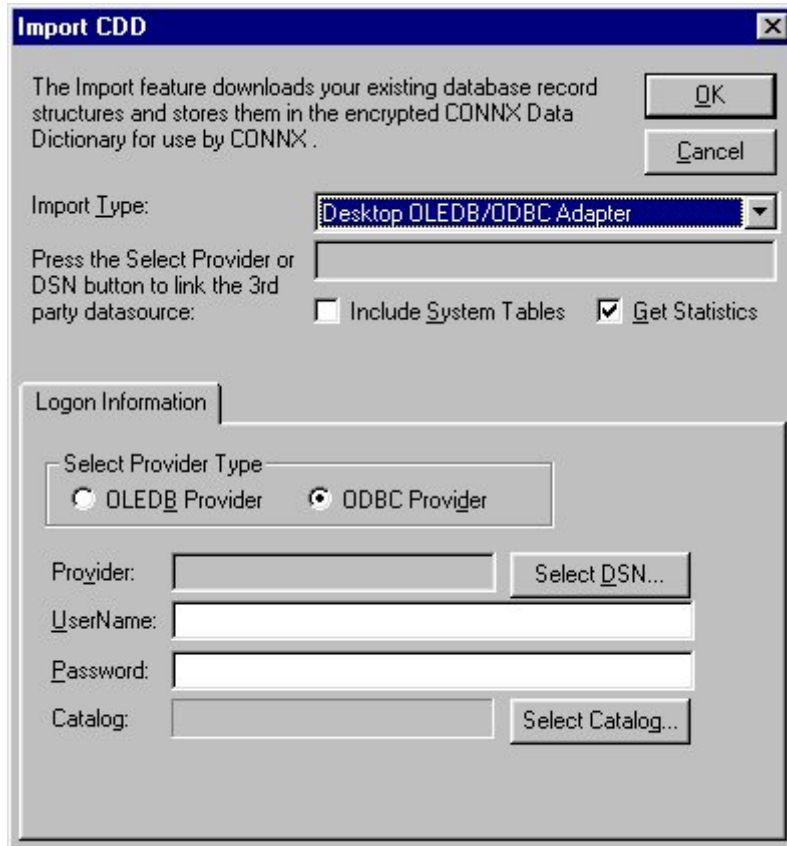 Import CDD
The Import feature downloads your existing database record
structures and stores them in the encrypted CONNX Data
Dictionary for use by CONNX .
OK
Cancel
Import Type:
Desktop OLEDB/ODBC Adapter
Press the Select Provider or
DSN button to link the 3rd
party datasource:
Include System Tables
Get Statistics
Logon Information
Select Provider Type
OLEDB Provider
ODBC Provider
Provider:
Select DSN...
UserName:
Password:
Catalog:
Select Catalog...